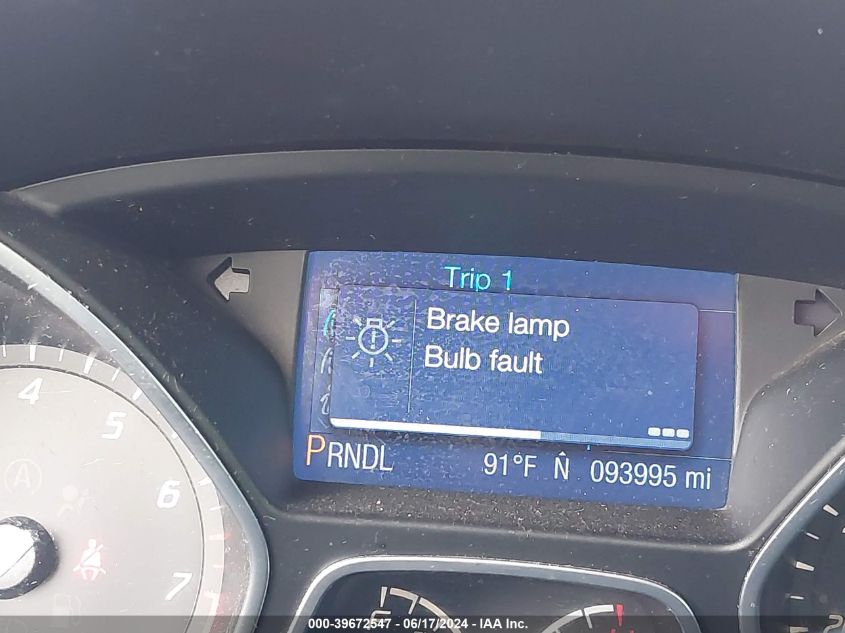 Trip 1
Brake lamp
Bulb fault
PRNDL 91°F N 093995 mi
4
5
6
7
A
2
000-39672547 / 06/17/2024 - IAA Inc.